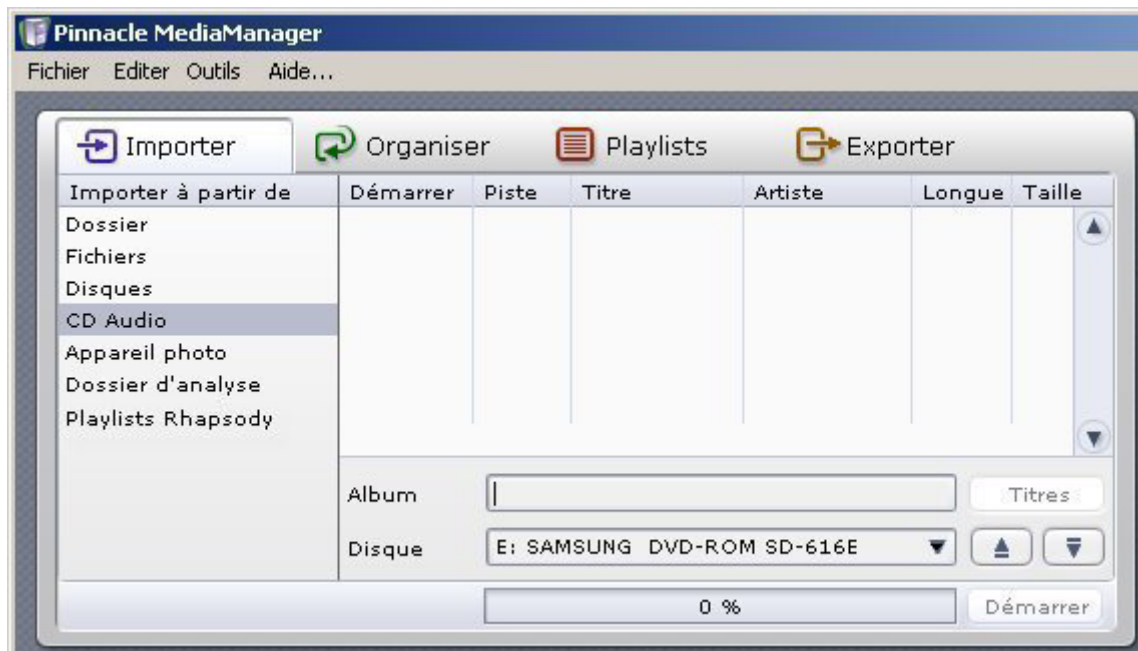 Pinnacle MediaManager
Fichier Editer Outils Aide...
Importer Organiser Playlists Exporter
Importer à partir de Démarrer Piste Titre Artiste Longue Taille
Dossier
Fichiers
Disques
CD Audio
Appareil photo
Dossier d'analyse
Playlists Rhapsody
Album Titres
Disque E: SAMSUNG DVD-ROM SD-616E
0 % Démarrer